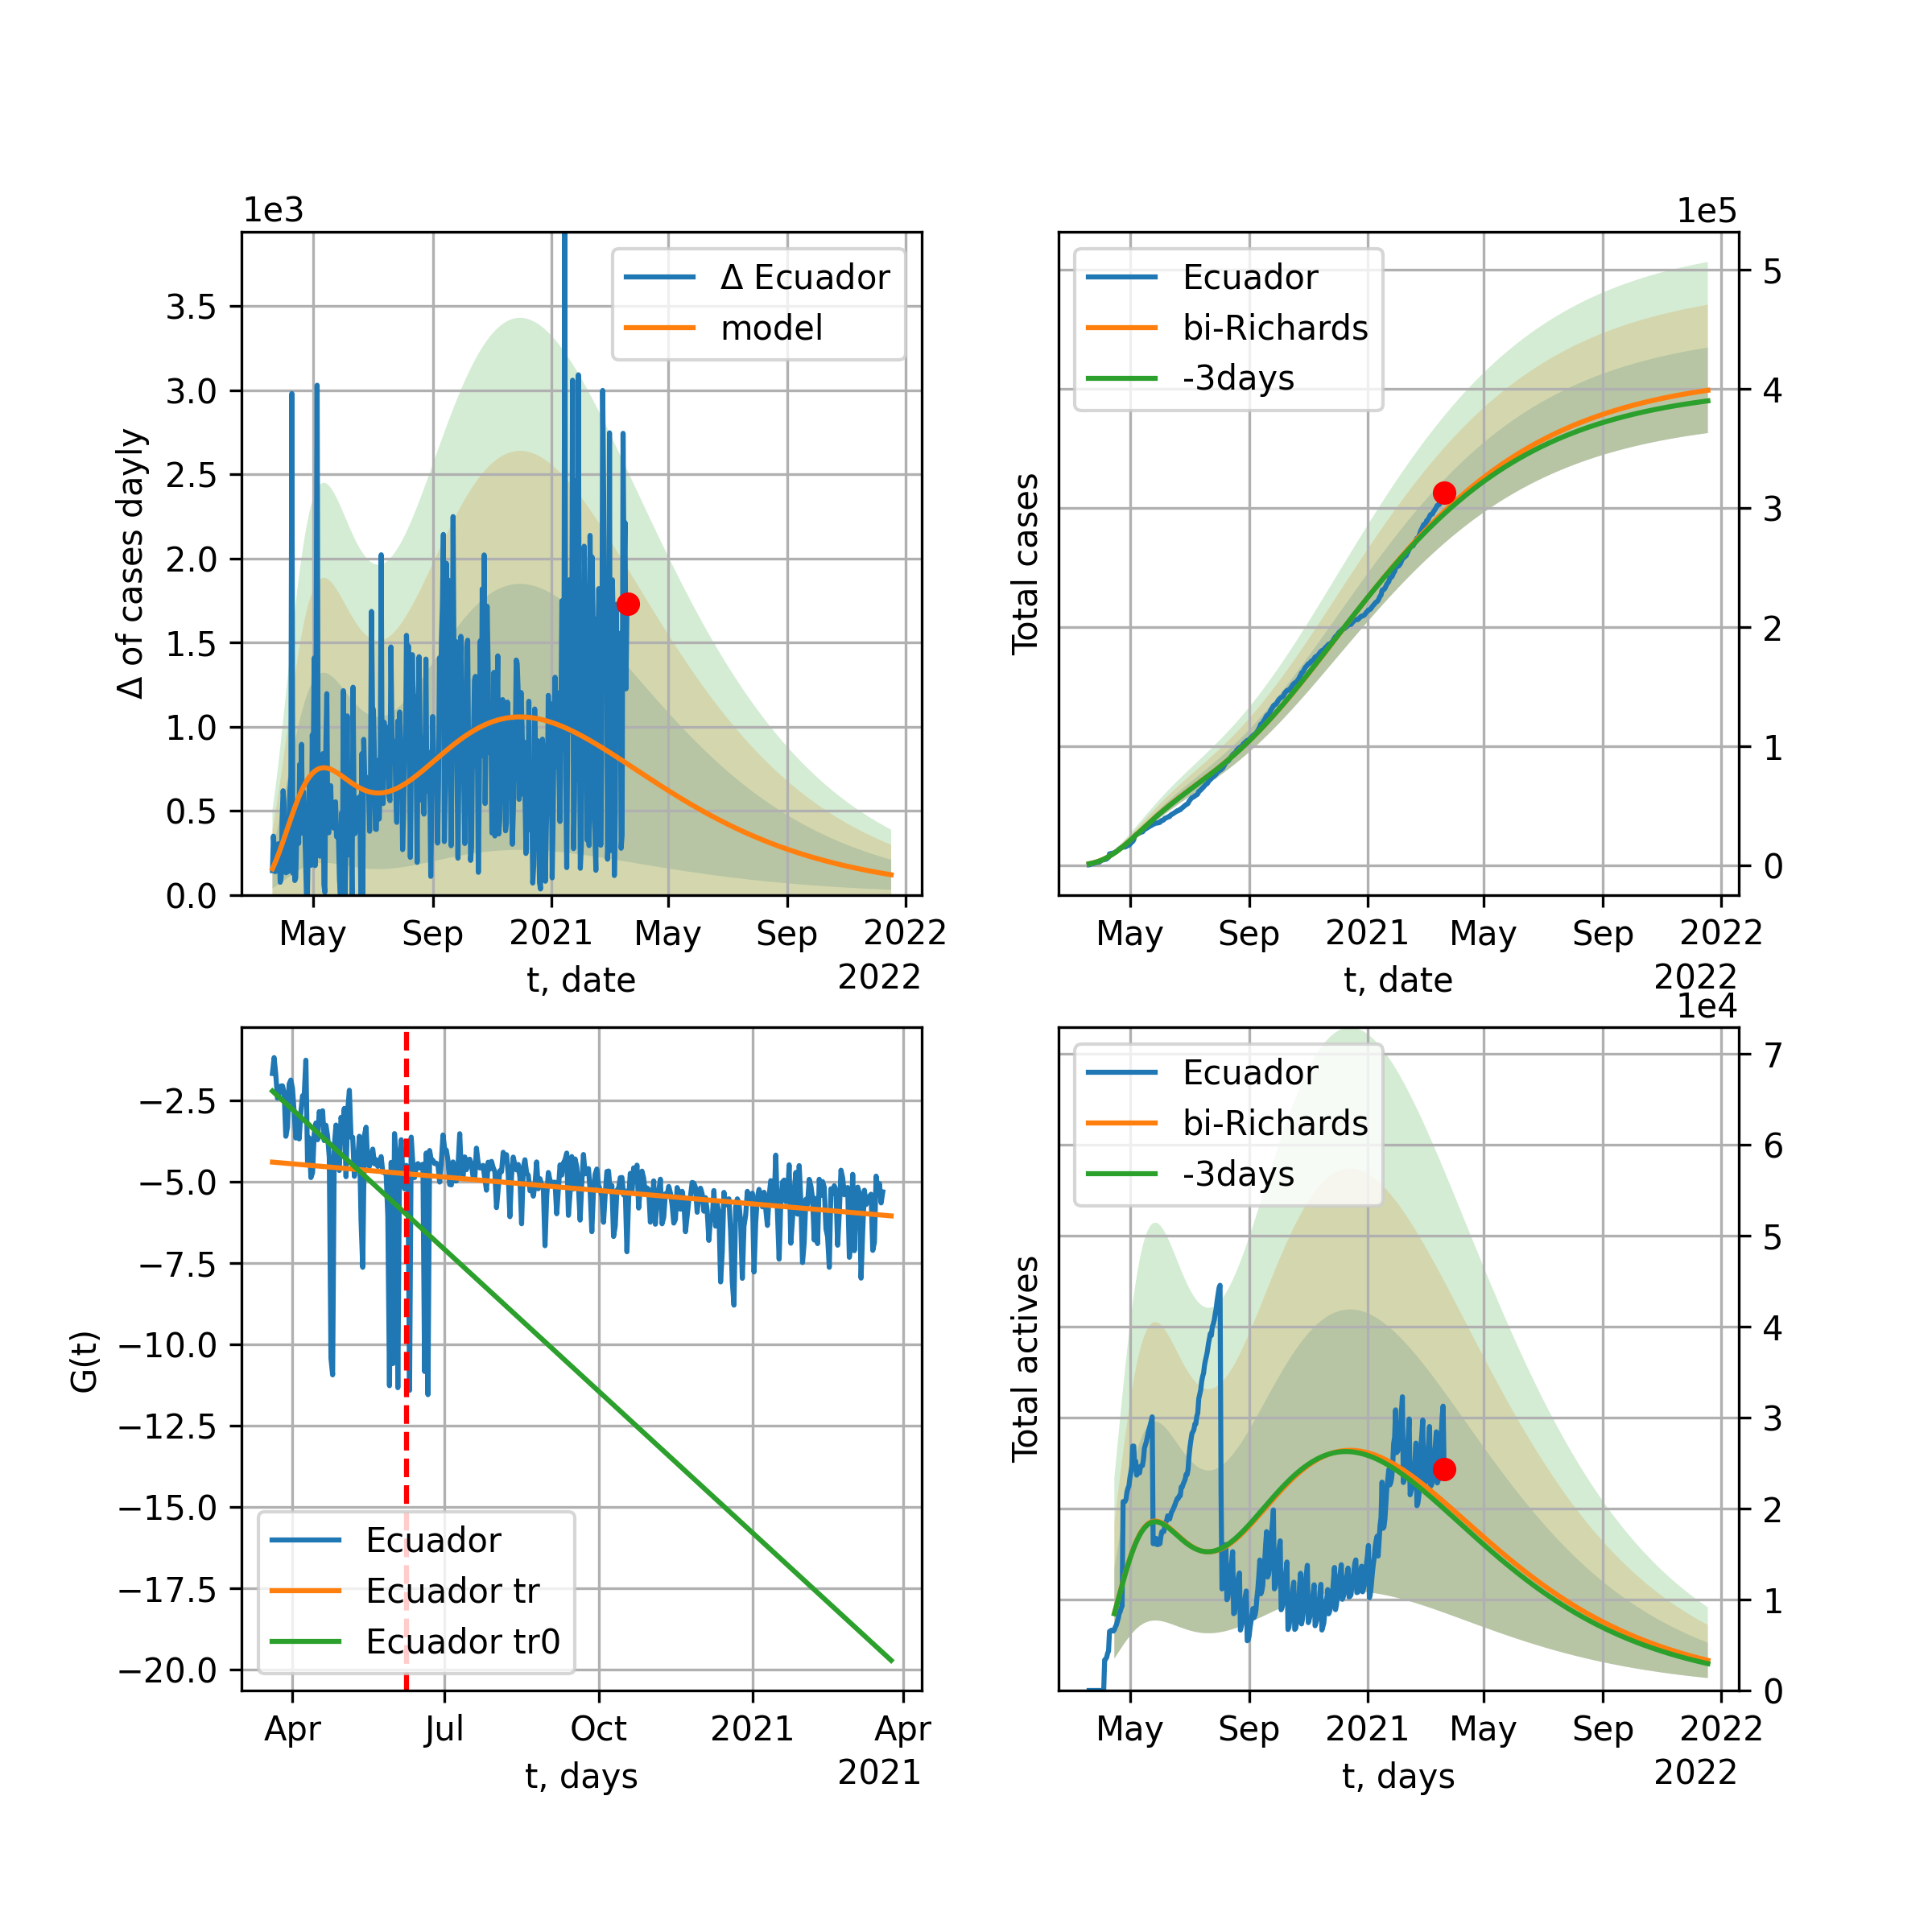 1e3
3.5
3.0
2.5
2.0
1.5
1.0
0.5
0.0
Δ of cases dayly
Δ Ecuador
model
May Sep 2021 May Sep 2022
t, date
2022
1e5
5
4
3
2
1
0
Total cases
Ecuador
bi-Richards
-3days
May Sep 2021 May Sep 2022
t, date
2022
−2.5
−5.0
−7.5
−10.0
−12.5
−15.0
−17.5
−20.0
G(t)
Ecuador
Ecuador tr
Ecuador tr0
Apr Jul Oct 2021 Apr
t, days
2021
1e4
7
6
5
4
3
2
1
0
Total actives
Ecuador
bi-Richards
-3days
May Sep 2021 May Sep 2022
t, days
2022